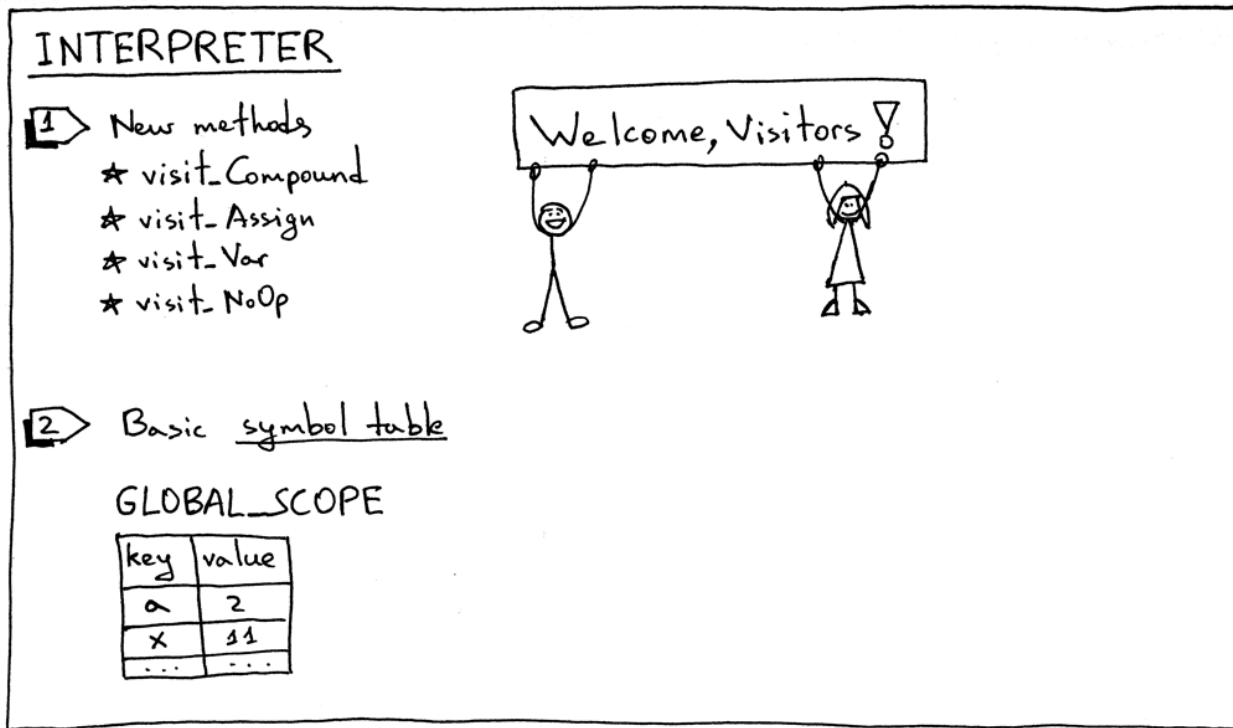 INTERPRETER
1 New methods
★ visit_Compound
★ visit_Assign
★ visit_Var
★ visit_NoOp
Welcome, Visitors!
2 Basic symbol table
GLOBAL_SCOPE
key value
a 2
x 11
... ...